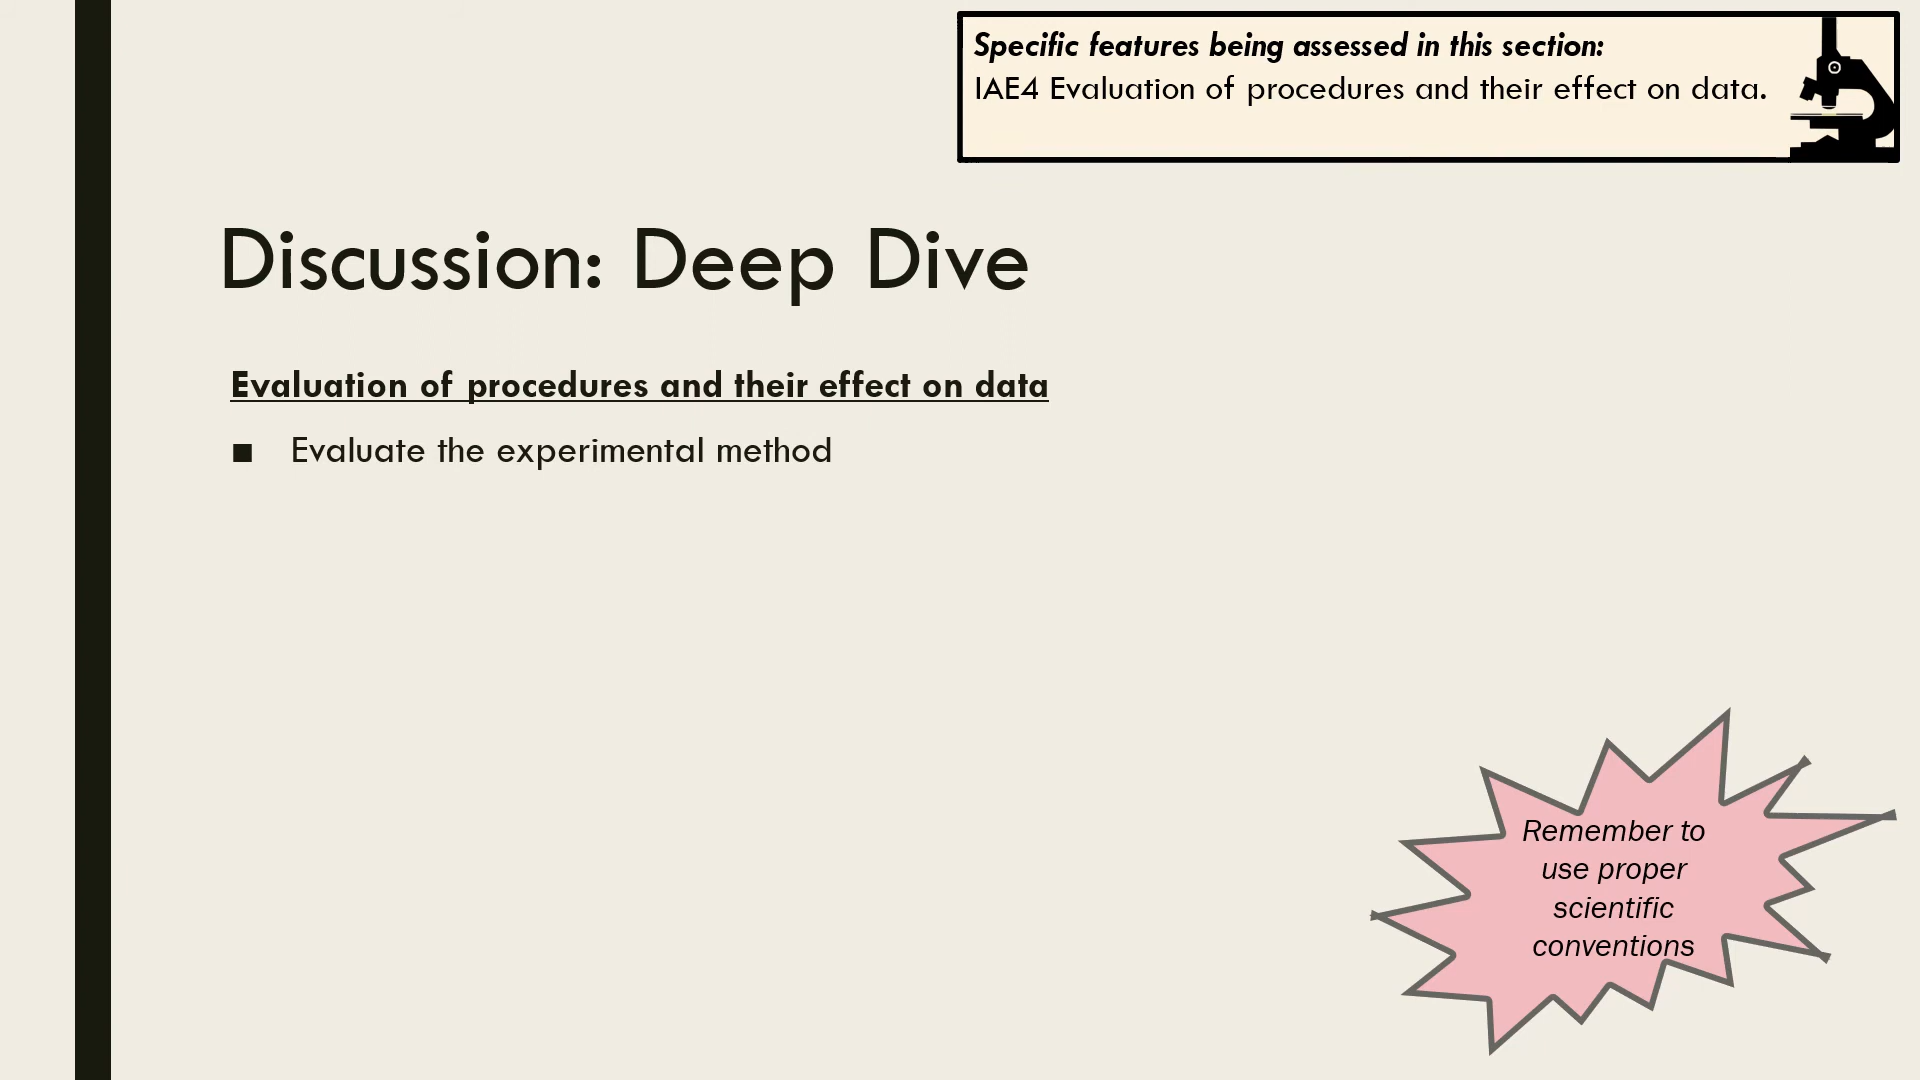 Specific features being assessed in this section:
IAE4 Evaluation of procedures and their effect on data.
Discussion: Deep Dive
Evaluation of procedures and their effect on data
■ Evaluate the experimental method
Remember to
use proper
scientific
conventions